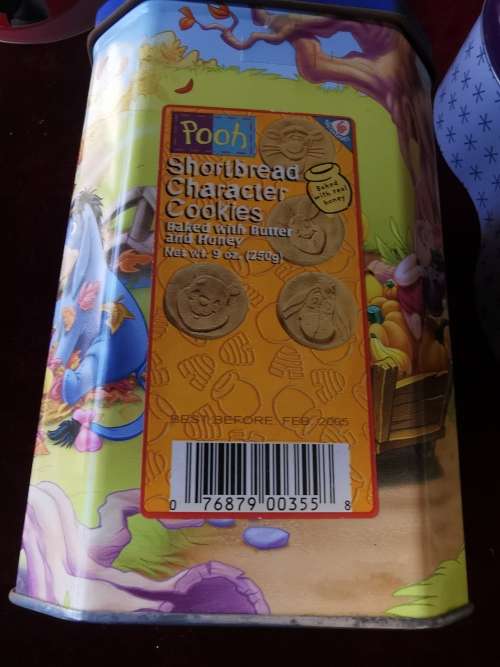 Pooh
Shortbread
Character
Cookies
Baked with Butter
and Honey
Net wt. 9 oz. (250g)
Baked
with real
honey
BEST BEFORE FEB. 2005
0 76879 00355 8